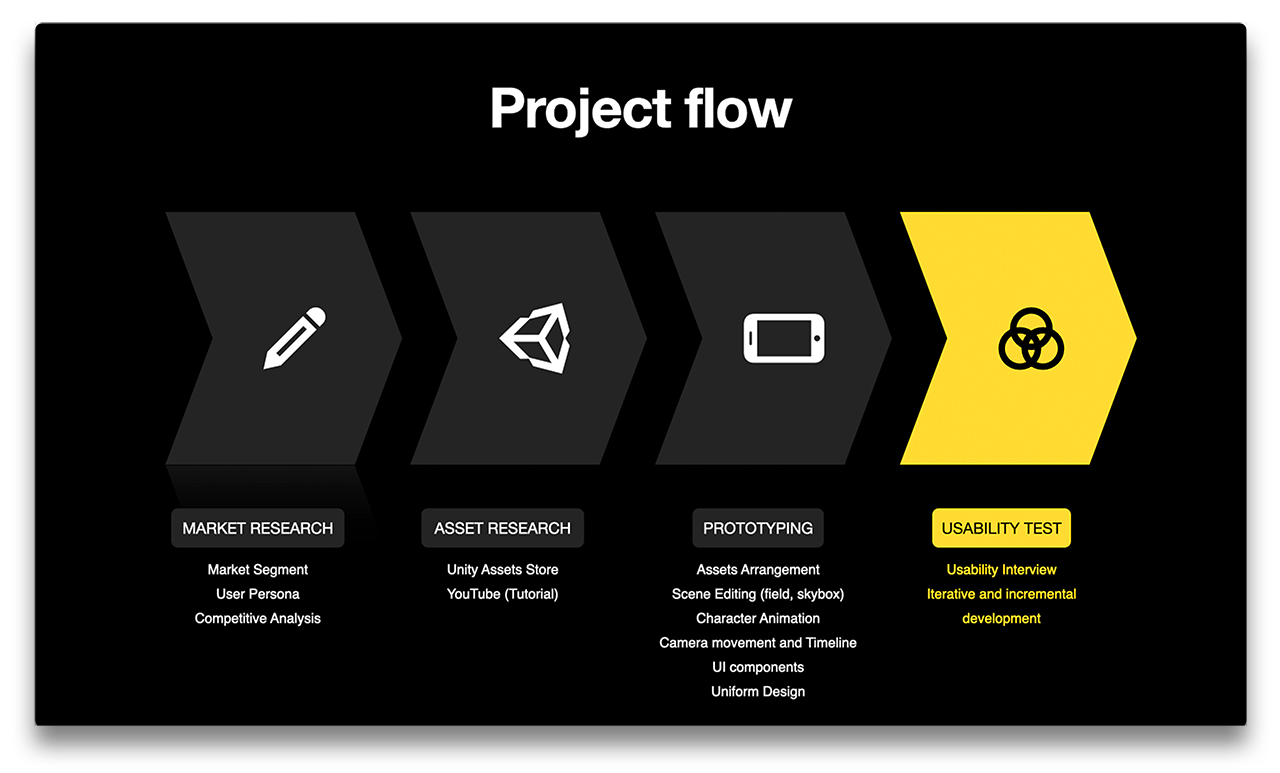 Project flow
MARKET RESEARCH
Market Segment
User Persona
Competitive Analysis
ASSET RESEARCH
Unity Assets Store
YouTube (Tutorial)
PROTOTYPING
Assets Arrangement
Scene Editing (field, skybox)
Character Animation
Camera movement and Timeline
UI components
Uniform Design
USABILITY TEST
Usability Interview
Iterative and incremental
development